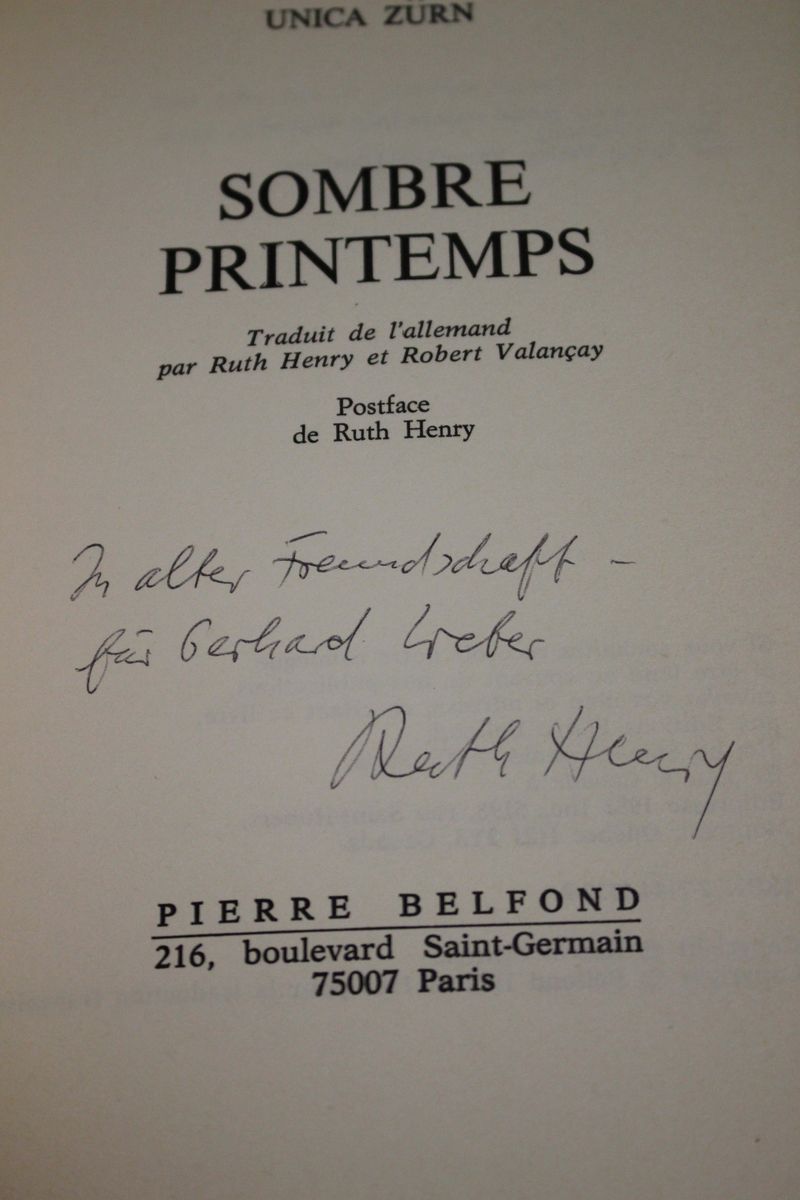 UNICA ZÜRN
SOMBRE
PRINTEMPS
Traduit de l'allemand
par Ruth Henry et Robert Valançay
Postface
de Ruth Henry
In alter Freundschaft –
für Gerhard Weber
Ruth Henry
PIERRE BELFOND
216, boulevard Saint-Germain
75007 Paris